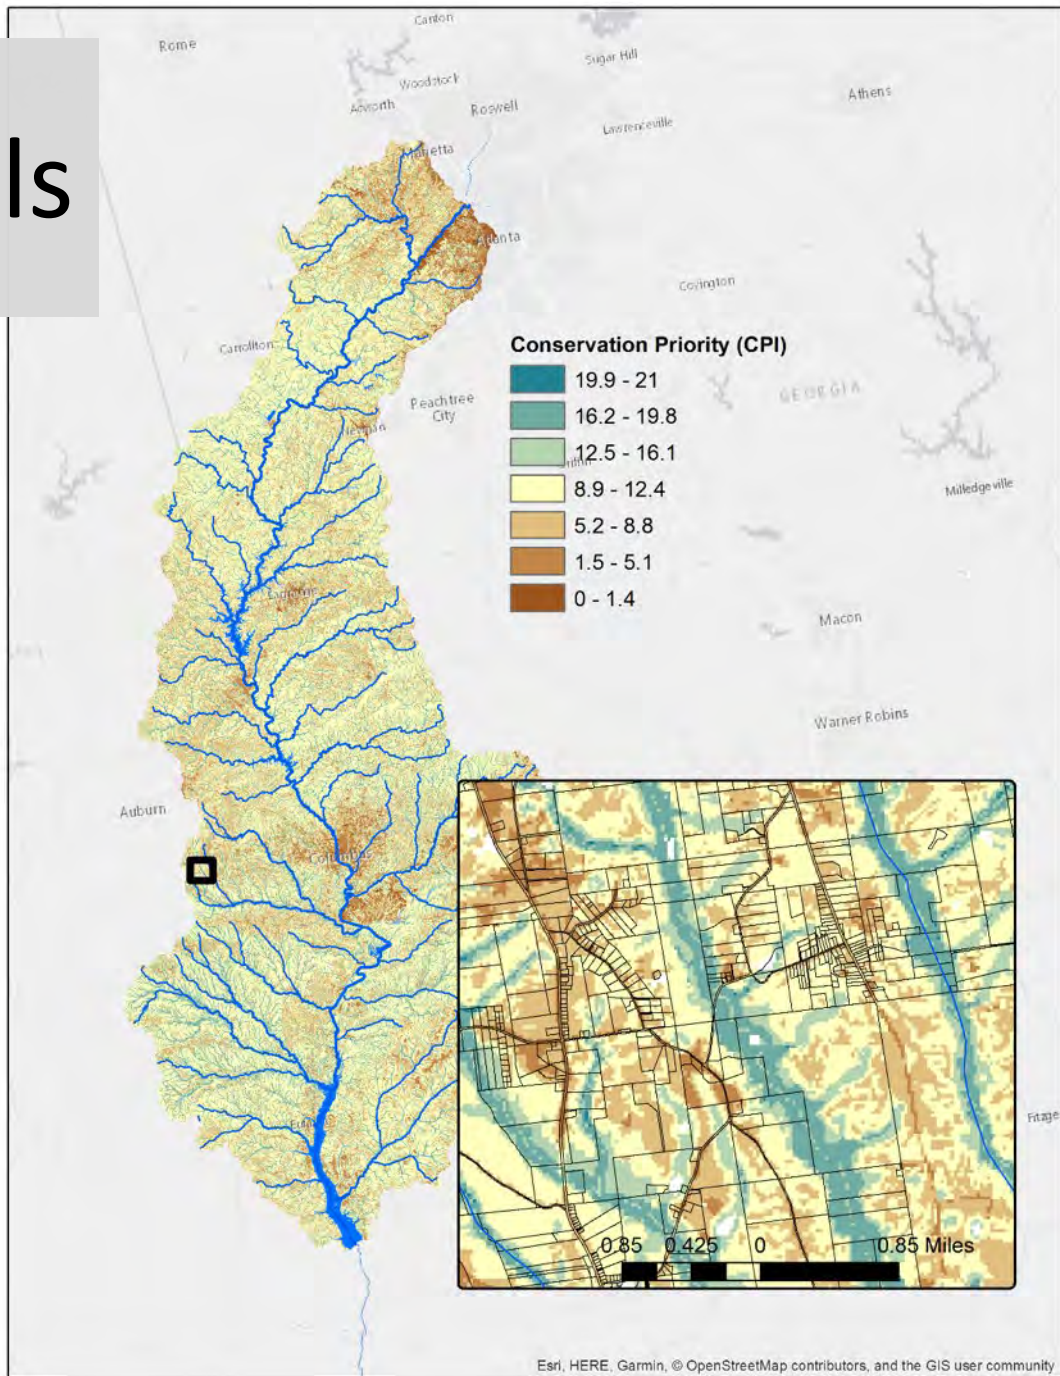 Canton
Rome
Sugar Hill
Woodstock
Acworth
Athens
Roswell
Lawrenceville
Marietta
ls
Atlanta
Covington
Carrollton
Conservation Priority (CPI)
19.9 - 21
GEORGIA
Peachtree
City
16.2 - 19.8
Newnan
12.5 - 16.1
8.9 - 12.4
Milledgeville
5.2 - 8.8
1.5 - 5.1
0 - 1.4
Macon
Warner Robins
Auburn
Columbus
Fitzge
0.85 0.425 0 0.85 Miles
Esri, HERE, Garmin, © OpenStreetMap contributors, and the GIS user community